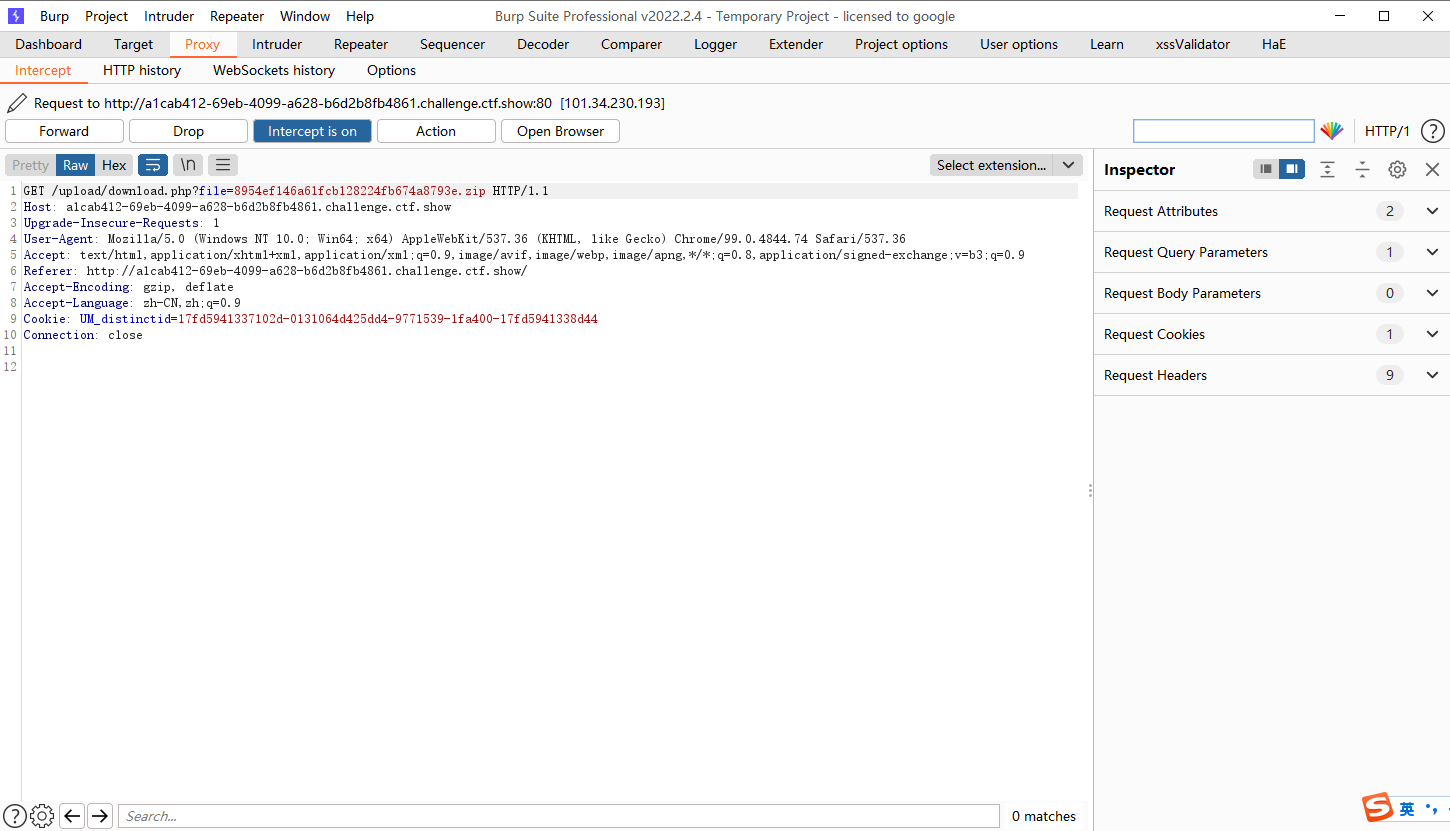 Burp Project Intruder Repeater Window Help Burp Suite Professional v2022.2.4 - Temporary Project - licensed to google
Dashboard Target Proxy Intruder Repeater Sequencer Decoder Comparer Logger Extender Project options User options Learn xssValidator HaE
Intercept HTTP history WebSockets history Options
Request to http://a1cab412-69eb-4099-a628-b6d2b8fb4861.challenge.ctf.show:80 [101.34.230.193]
Forward Drop Intercept is on Action Open Browser HTTP/1 ?
Pretty Raw Hex \n Select extension... Inspector
1 GET /upload/download.php?file=8954ef146a61fcb128224fb674a8793e.zip HTTP/1.1
2 Host: a1cab412-69eb-4099-a628-b6d2b8fb4861.challenge.ctf.show
3 Upgrade-Insecure-Requests: 1
4 User-Agent: Mozilla/5.0 (Windows NT 10.0; Win64; x64) AppleWebKit/537.36 (KHTML, like Gecko) Chrome/99.0.4844.74 Safari/537.36
5 Accept: text/html,application/xhtml+xml,application/xml;q=0.9,image/avif,image/webp,image/apng,*/*;q=0.8,application/signed-exchange;v=b3;q=0.9
6 Referer: http://a1cab412-69eb-4099-a628-b6d2b8fb4861.challenge.ctf.show/
7 Accept-Encoding: gzip, deflate
8 Accept-Language: zh-CN,zh;q=0.9
9 Cookie: UM_distinctid=17fd5941337102d-0131064d425dd4-9771539-1fa400-17fd5941338d44
10 Connection: close
11
12
Request Attributes 2
Request Query Parameters 1
Request Body Parameters 0
Request Cookies 1
Request Headers 9
? Search... 0 matches
S 英